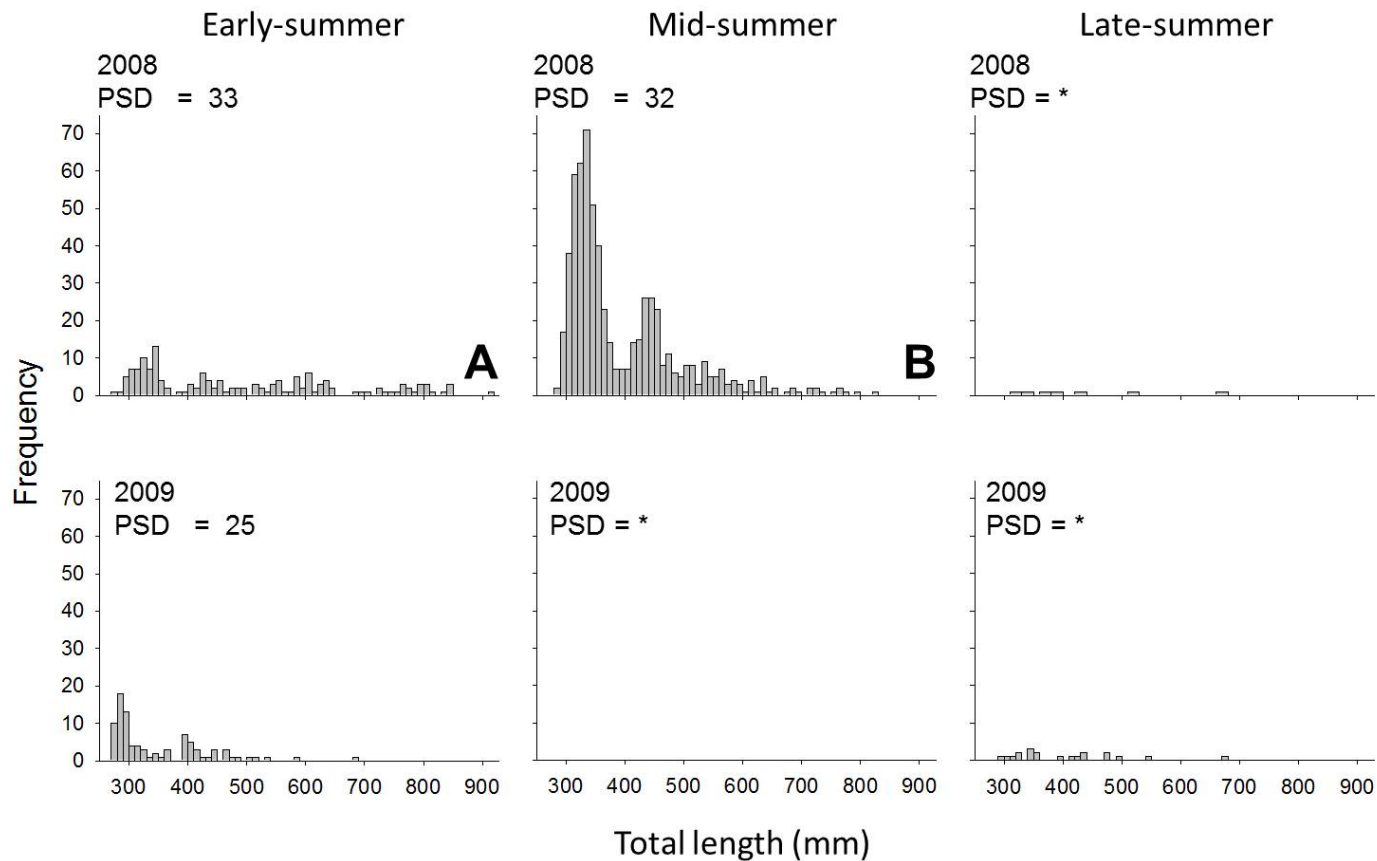 Early-summer
Mid-summer
Late-summer
2008
PSD = 33
2008
PSD = 32
2008
PSD = *
70
60
50
40
30
20
10
0
A
B
Frequency
2009
PSD = 25
2009
PSD = *
2009
PSD = *
70
60
50
40
30
20
10
0
300 400 500 600 700 800 900
300 400 500 600 700 800 900
300 400 500 600 700 800 900
Total length (mm)